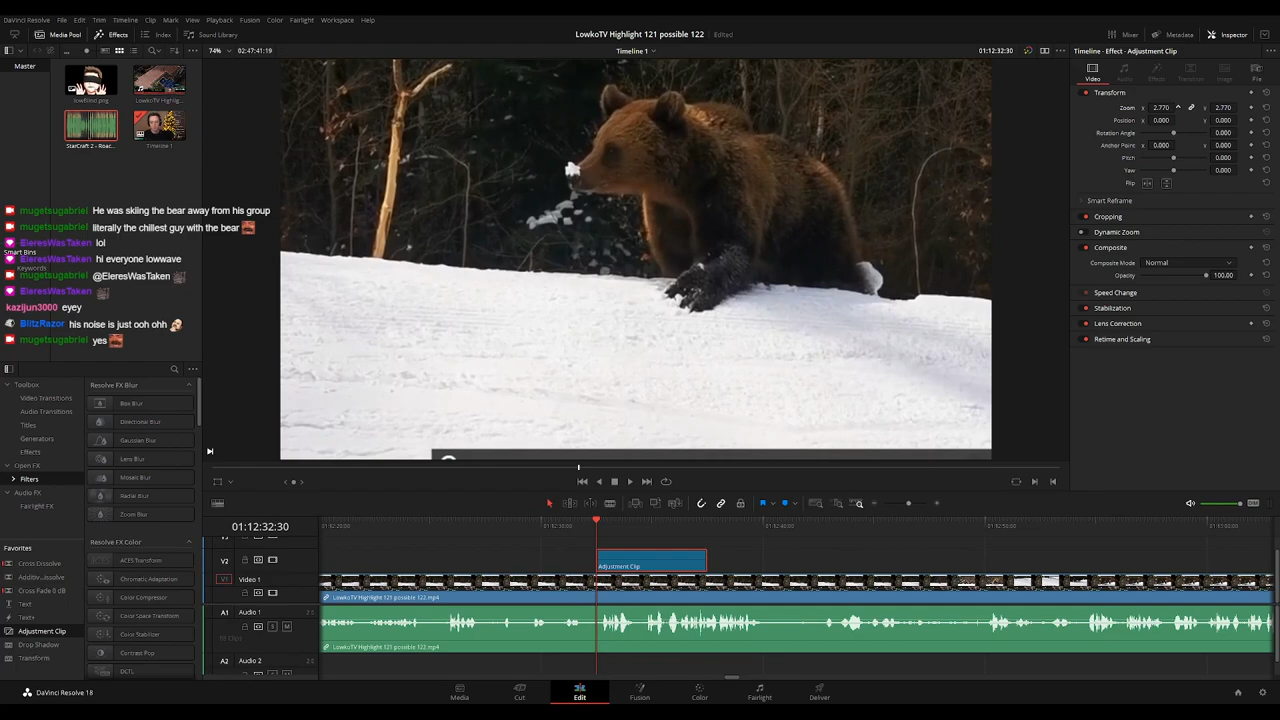 DaVinci Resolve File Edit Trim Timeline Clip Mark View Playback Fusion Color Fairlight Workspace Help
Media Pool Effects Index Sound Library
LowkoTV Highlight 121 possible 122 Edited
Mixer Metadata Inspector
74% 02:47:41:19
Timeline 1
01:12:32:30
Timeline - Effect - Adjustment Clip
Master
lowBlind.png
LowkoTV Highlig...
StarCraft 2 - Roac...
Timeline 1
Video Audio Effects Transition Image File
Transform
Zoom X 2.770 Y 2.770
Position X 0.000 Y 0.000
Rotation Angle 0.000
Anchor Point X 0.000 Y 0.000
Pitch 0.000
Yaw 0.000
Flip
Smart Reframe
Cropping
Dynamic Zoom
Composite
Composite Mode Normal
Opacity 100.00
Speed Change
Stabilization
Lens Correction
Retime and Scaling
mugetsugabriel He was skiing the bear away from his group
mugetsugabriel literally the chillest guy with the bear
EleresWasTaken lol
Smart Bins
EleresWasTaken hi everyone lowwave
Keywords
mugetsugabriel @EleresWasTaken
EleresWasTaken
kazijun3000 eyey
BlitzRazor his noise is just ooh ohh
mugetsugabriel yes
Toolbox
Video Transitions
Audio Transitions
Titles
Generators
Effects
Open FX
Filters
Audio FX
Fairlight FX
Favorites
Cross Dissolve
Additiv...issolve
Cross Fade 0 dB
Text
Text+
Adjustment Clip
Drop Shadow
Transform
Resolve FX Blur
Box Blur
Directional Blur
Gaussian Blur
Lens Blur
Mosaic Blur
Radial Blur
Zoom Blur
Resolve FX Color
ACES Transform
Chromatic Adaptation
Color Compressor
Color Space Transform
Color Stabilizer
Contrast Pop
DCTL
DIM
01:12:32:30
01:12:30:00 01:12:40:00 01:12:50:00 01:13:00:00
V2
Adjustment Clip
V1 Video 1
LowkoTV Highlight 121 possible 122.mp4
A1 Audio 1 2.0
S M
LowkoTV Highlight 121 possible 122.mp4
A2 Audio 2 2.0
DaVinci Resolve 18
Media Cut Edit Fusion Color Fairlight Deliver